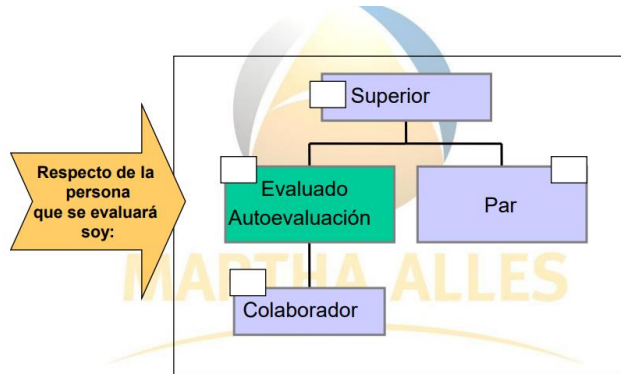 Superior
Respecto de la
persona
que se evaluará
soy:
Evaluado
Autoevaluación
Par
MARTHA ALLES
Colaborador